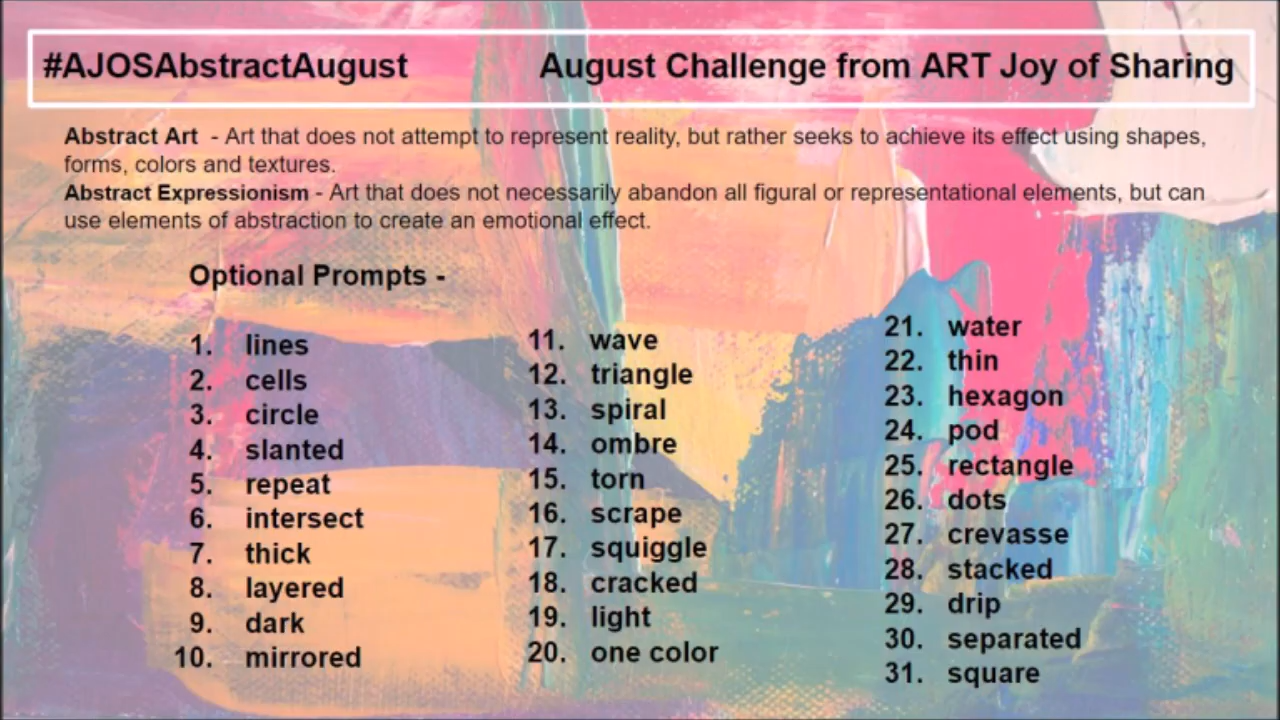 #AJOSAbstractAugust August Challenge from ART Joy of Sharing
Abstract Art - Art that does not attempt to represent reality, but rather seeks to achieve its effect using shapes,
forms, colors and textures.
Abstract Expressionism - Art that does not necessarily abandon all figural or representational elements, but can
use elements of abstraction to create an emotional effect.
Optional Prompts -
1. lines
2. cells
3. circle
4. slanted
5. repeat
6. intersect
7. thick
8. layered
9. dark
10. mirrored
11. wave
12. triangle
13. spiral
14. ombre
15. torn
16. scrape
17. squiggle
18. cracked
19. light
20. one color
21. water
22. thin
23. hexagon
24. pod
25. rectangle
26. dots
27. crevasse
28. stacked
29. drip
30. separated
31. square